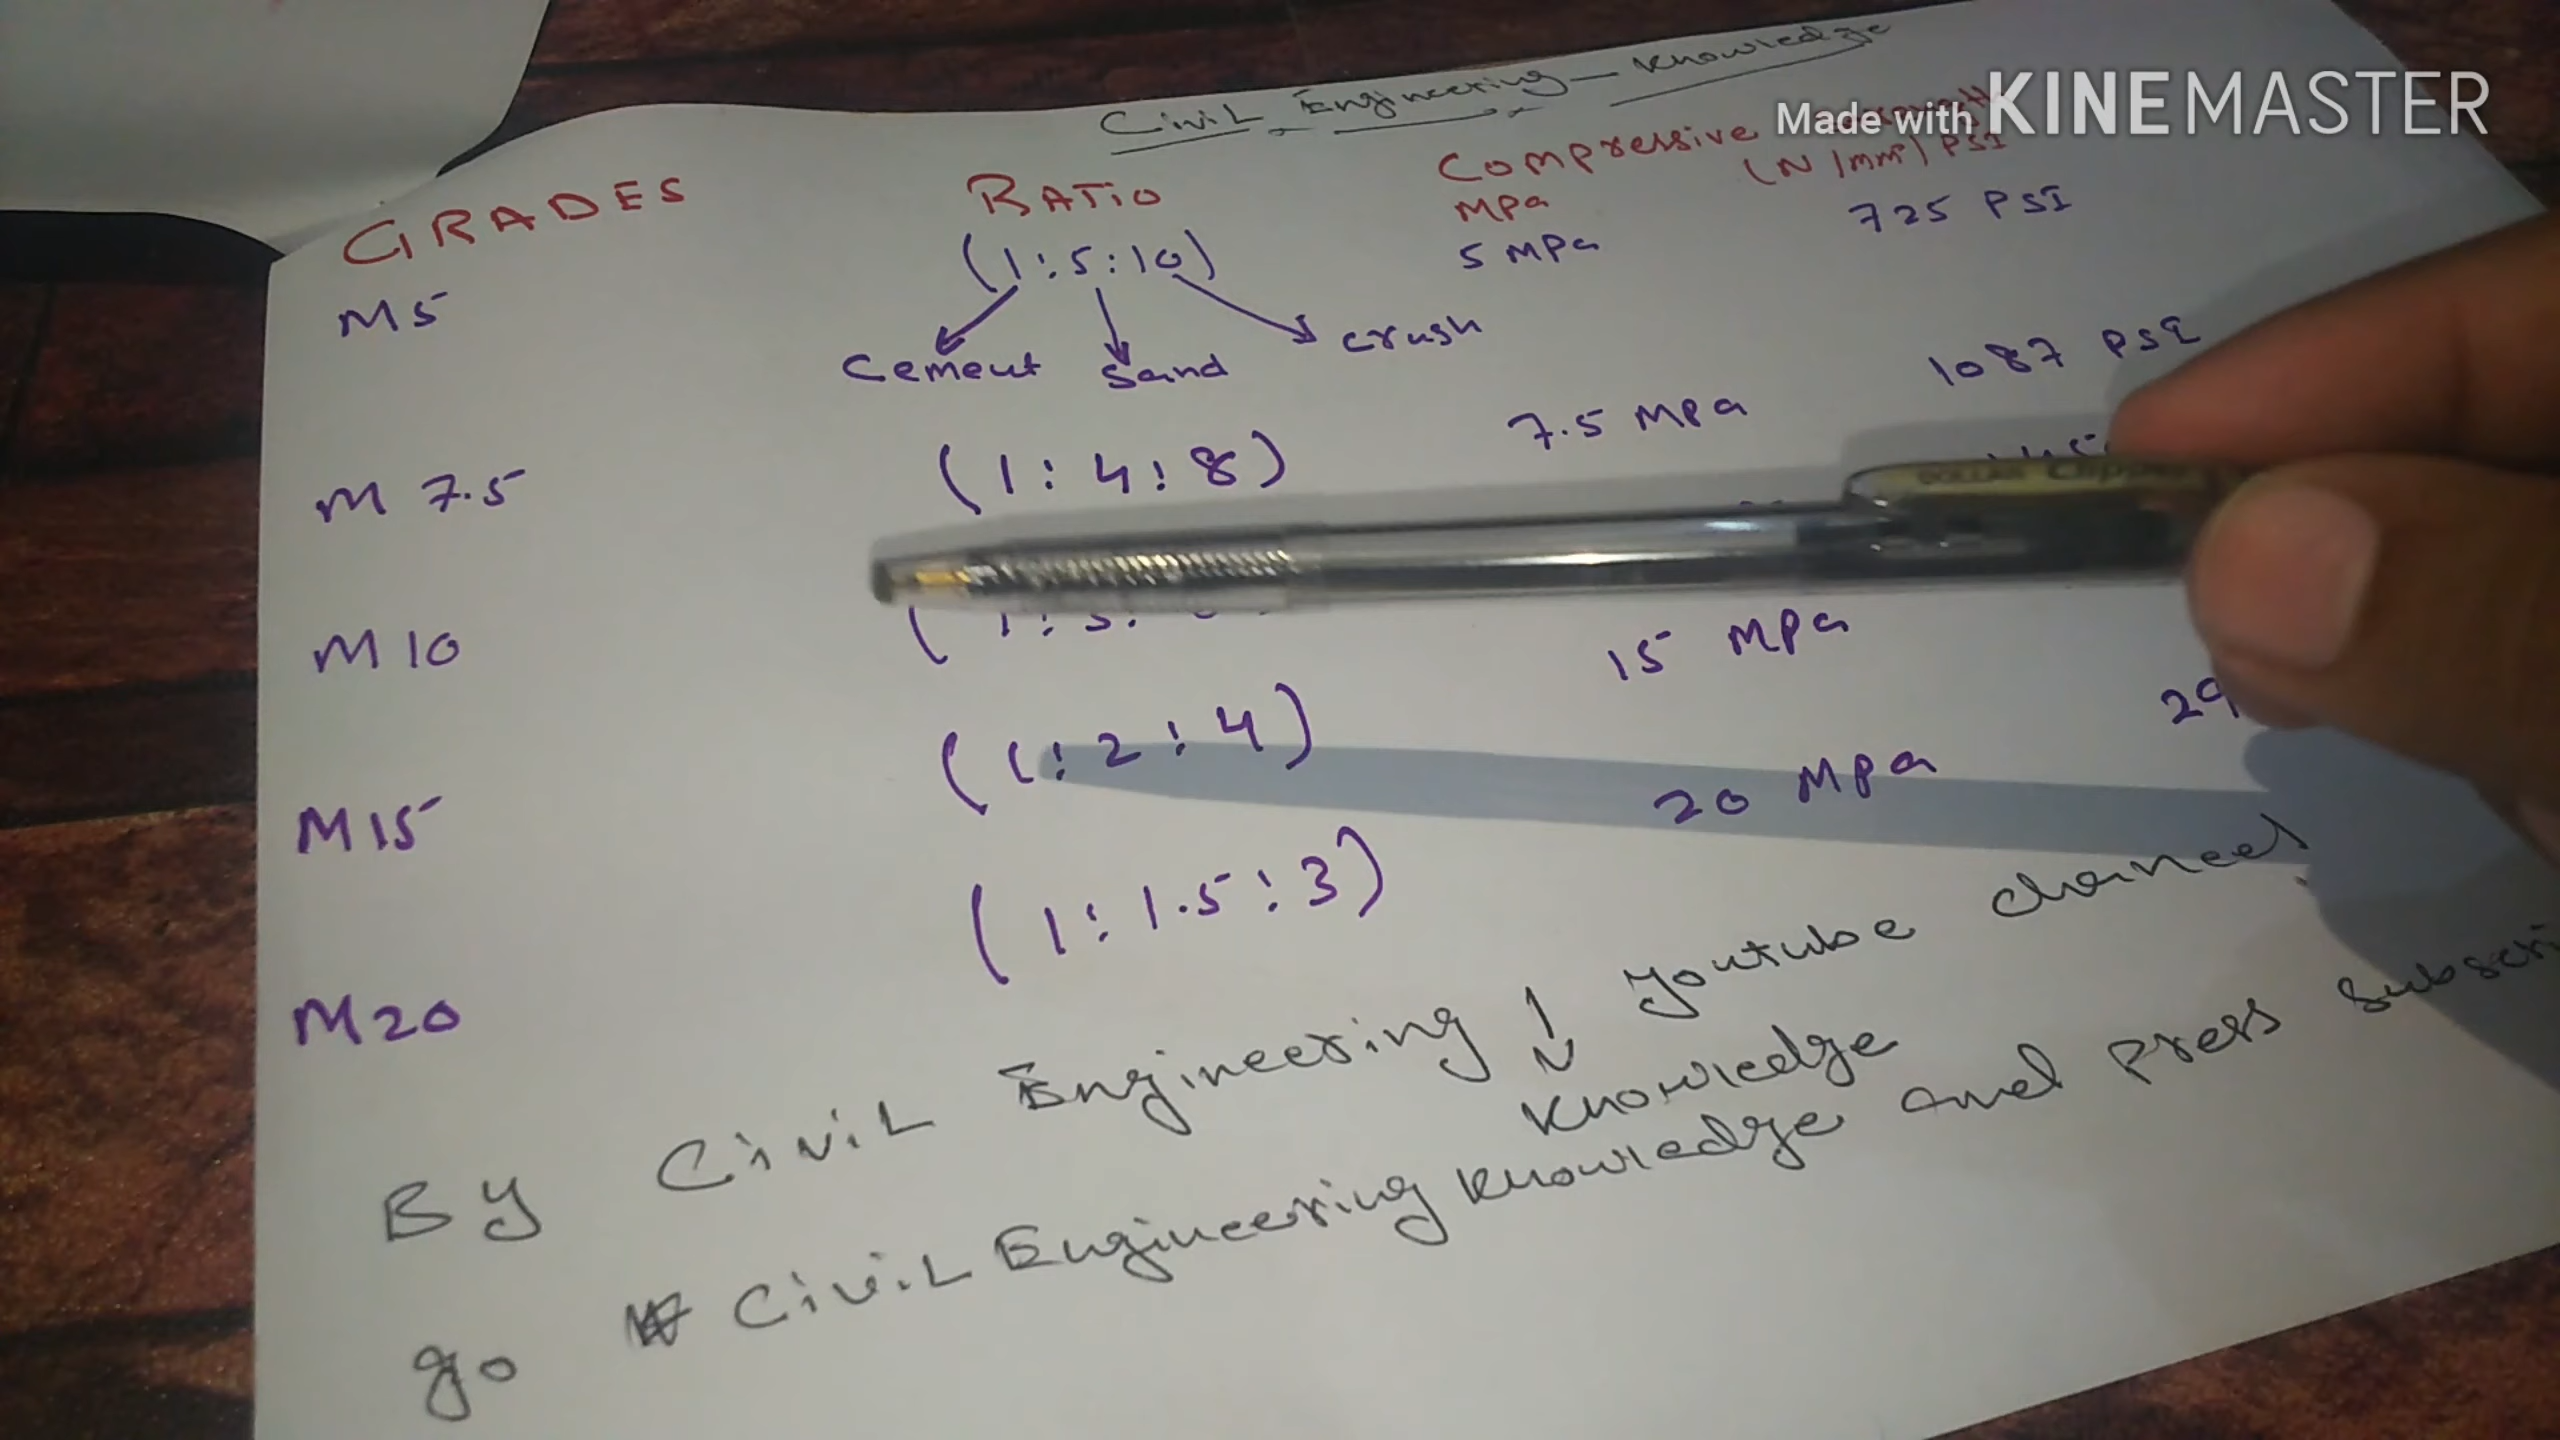 Civil Engineering - Knowledge
Made with KINEMASTER
GRADES RATIO Compressive
MPa (N/mm²) PSI
M5 (1:5:10) 5 MPa 725 PSI
Cement Sand crush
M 7.5 (1:4:8) 7.5 MPa 1087 PSI
M10
M15 (1:2:4) 15 MPa
M20 (1:1.5:3) 20 MPa
By Civil Engineering Youtube channel
Knowledge
go Civil Engineering Knowledge and press